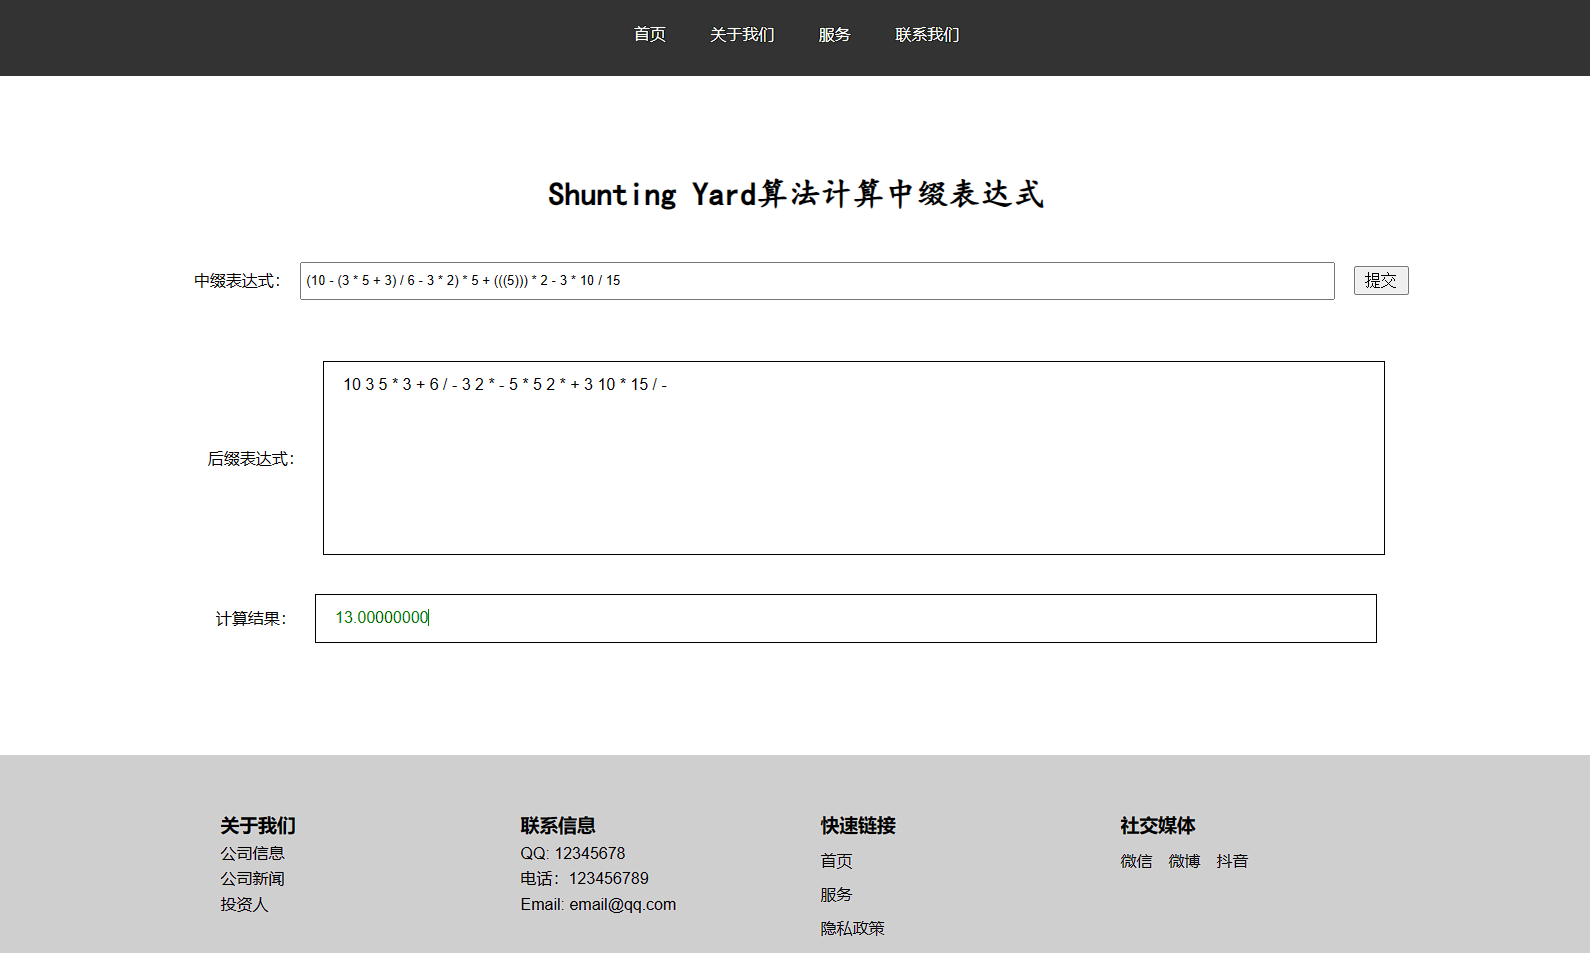 首页 关于我们 服务 联系我们
Shunting Yard算法计算中缀表达式
中缀表达式： (10 - (3 * 5 + 3) / 6 - 3 * 2) * 5 + (((5))) * 2 - 3 * 10 / 15 提交
10 3 5 * 3 + 6 / - 3 2 * - 5 * 5 2 * + 3 10 * 15 / -
后缀表达式：
计算结果： 13.00000000
关于我们
公司信息
公司新闻
投资人
联系信息
QQ: 12345678
电话：123456789
Email: email@qq.com
快速链接
首页
服务
隐私政策
社交媒体
微信 微博 抖音